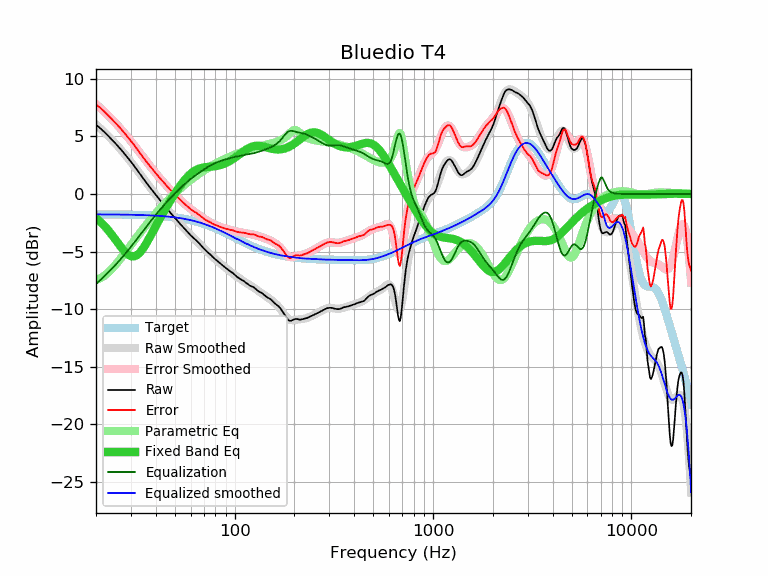 Bluedio T4
Amplitude (dBr)
10
5
0
−5
−10
−15
−20
−25
Target
Raw Smoothed
Error Smoothed
Raw
Error
Parametric Eq
Fixed Band Eq
Equalization
Equalized smoothed
100
1000
10000
Frequency (Hz)